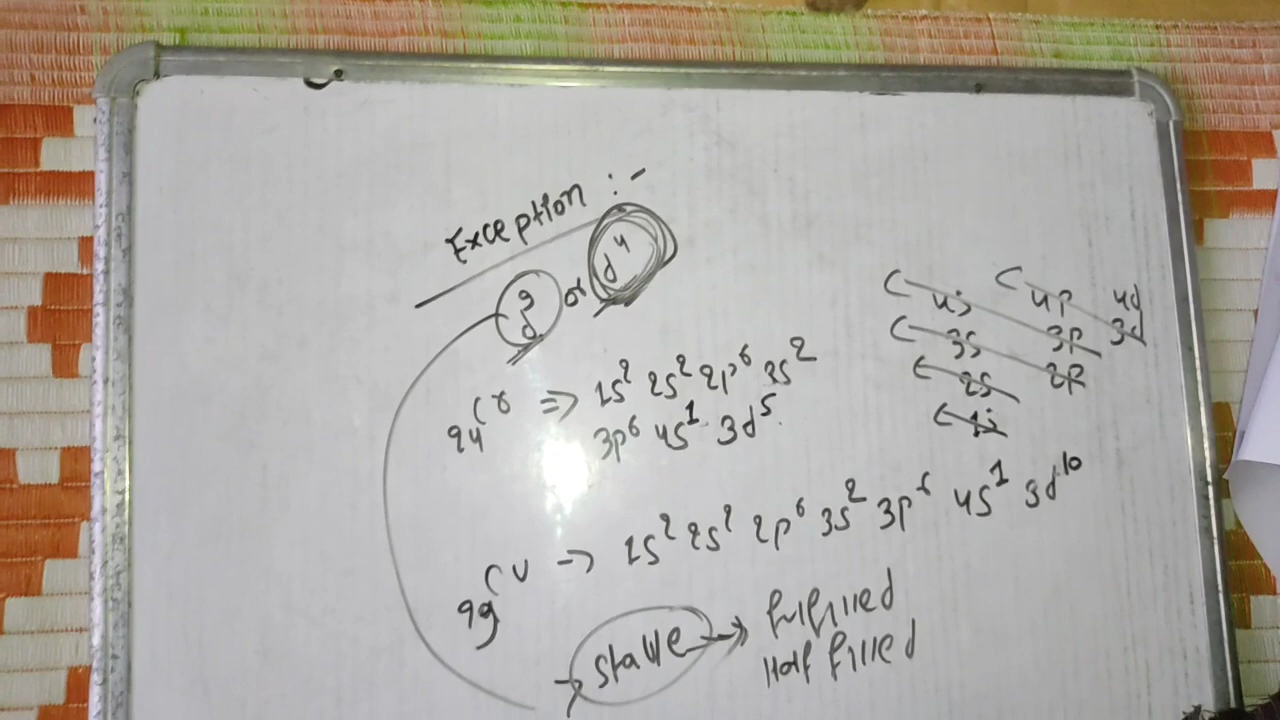 Exception :-
d⁹ or d⁴
₂₄Cr => 1s² 2s² 2p⁶ 3s²
3p⁶ 4s¹ 3d⁵
₂₉Cu -> 1s² 2s² 2p⁶ 3s² 3p⁶ 4s¹ 3d¹⁰
stable ->> fulfilled
Half filled
4s 4p 4d
3s 3p 3d
2s 2p
1s